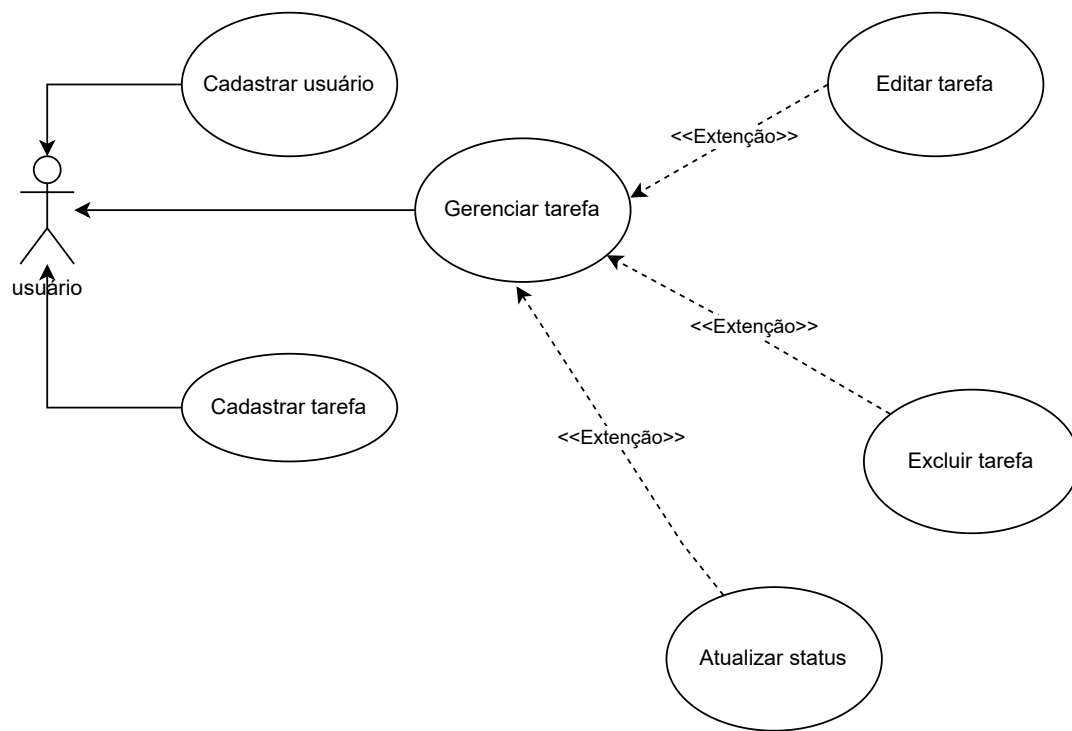 Cadastrar usuário
Editar tarefa
<<Extenção>>
Gerenciar tarefa
usuário
<<Extenção>>
Cadastrar tarefa
<<Extenção>>
Excluir tarefa
Atualizar status